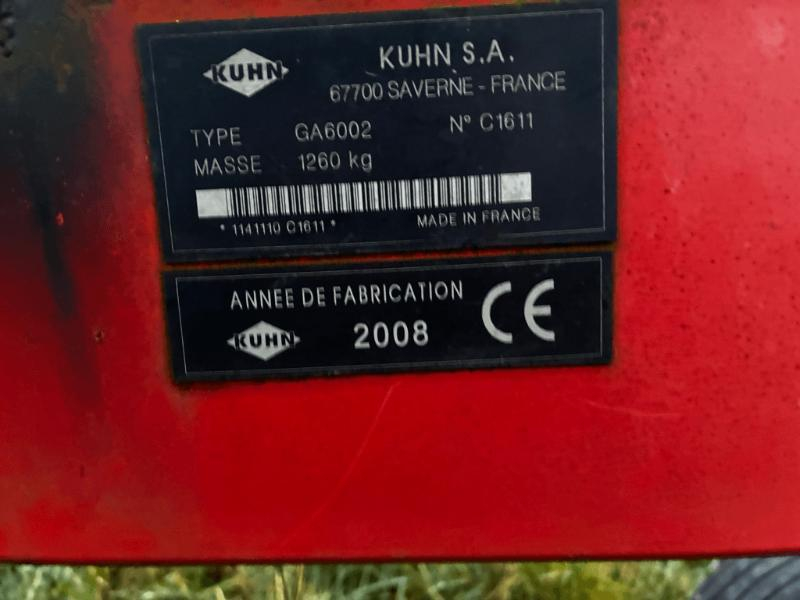 KUHN
KUHN S.A.
67700 SAVERNE - FRANCE
TYPE GA6002 N° C1611
MASSE 1260 kg
* 1141110 C1611 * MADE IN FRANCE
ANNEE DE FABRICATION
KUHN 2008 CE